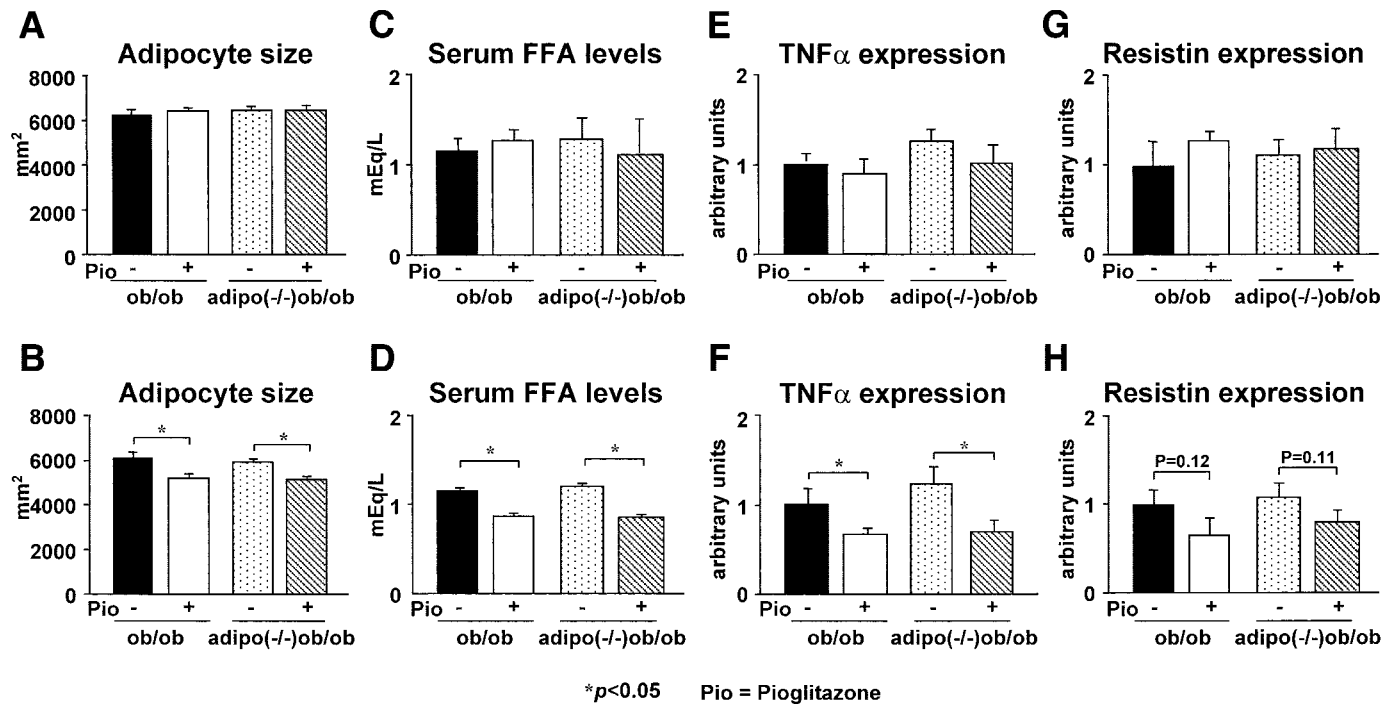 A
Adipocyte size
8000
6000
4000
2000
0
mm²
Pio - + - +
ob/ob adipo(-/-)ob/ob
C
Serum FFA levels
2
1
0
mEq/L
Pio - + - +
ob/ob adipo(-/-)ob/ob
E
TNFα expression
2
1
0
arbitrary units
Pio - + - +
ob/ob adipo(-/-)ob/ob
G
Resistin expression
2
1
0
arbitrary units
Pio - + - +
ob/ob adipo(-/-)ob/ob
B
Adipocyte size
8000
6000
4000
2000
0
mm²
* *
Pio - + - +
ob/ob adipo(-/-)ob/ob
D
Serum FFA levels
2
1
0
mEq/L
* *
Pio - + - +
ob/ob adipo(-/-)ob/ob
F
TNFα expression
2
1
0
arbitrary units
* *
Pio - + - +
ob/ob adipo(-/-)ob/ob
H
Resistin expression
2
1
0
arbitrary units
P=0.12 P=0.11
Pio - + - +
ob/ob adipo(-/-)ob/ob
*p<0.05 Pio = Pioglitazone